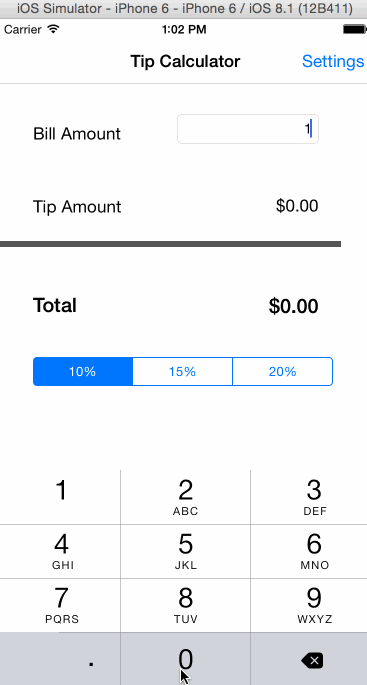 iOS Simulator - iPhone 6 - iPhone 6 / iOS 8.1 (12B411)
Carrier 1:02 PM
Tip Calculator Settings
Bill Amount 1
Tip Amount $0.00
Total $0.00
10% 15% 20%
1 2 3
ABC DEF
4 5 6
GHI JKL MNO
7 8 9
PQRS TUV WXYZ
. 0